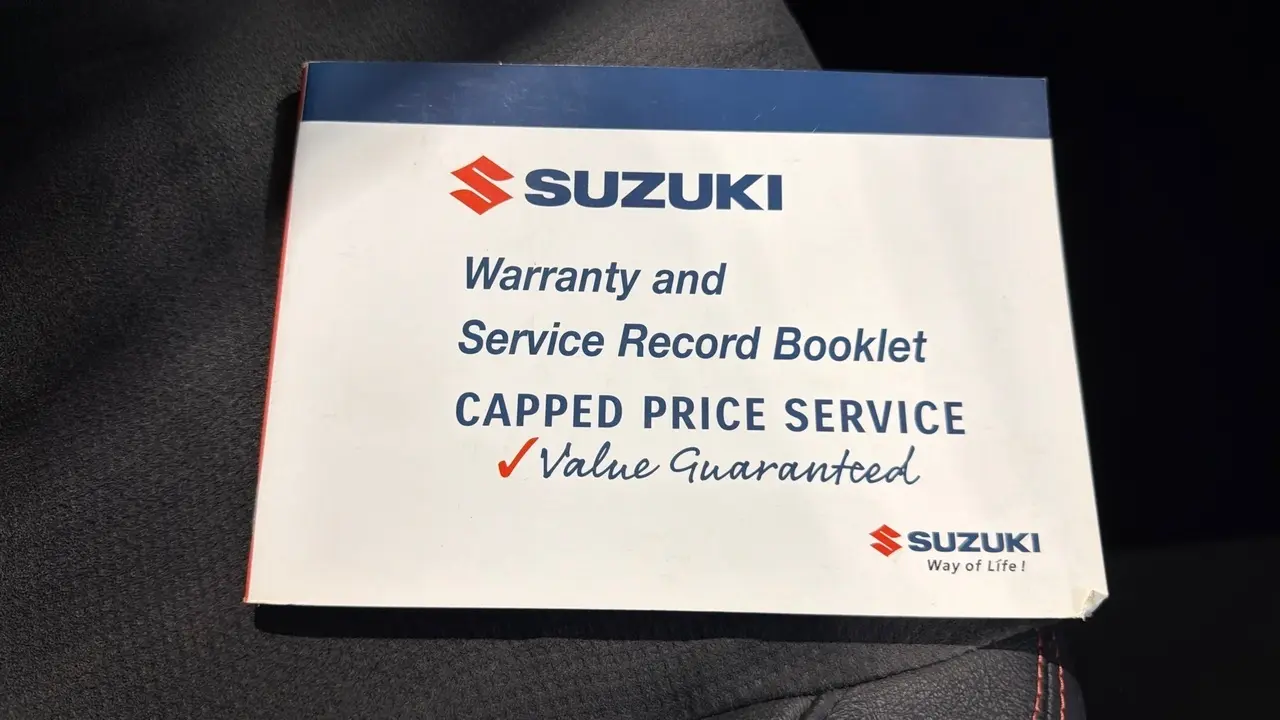 SUZUKI
Warranty and
Service Record Booklet
CAPPED PRICE SERVICE
Value Guaranteed
SUZUKI
Way of Life!